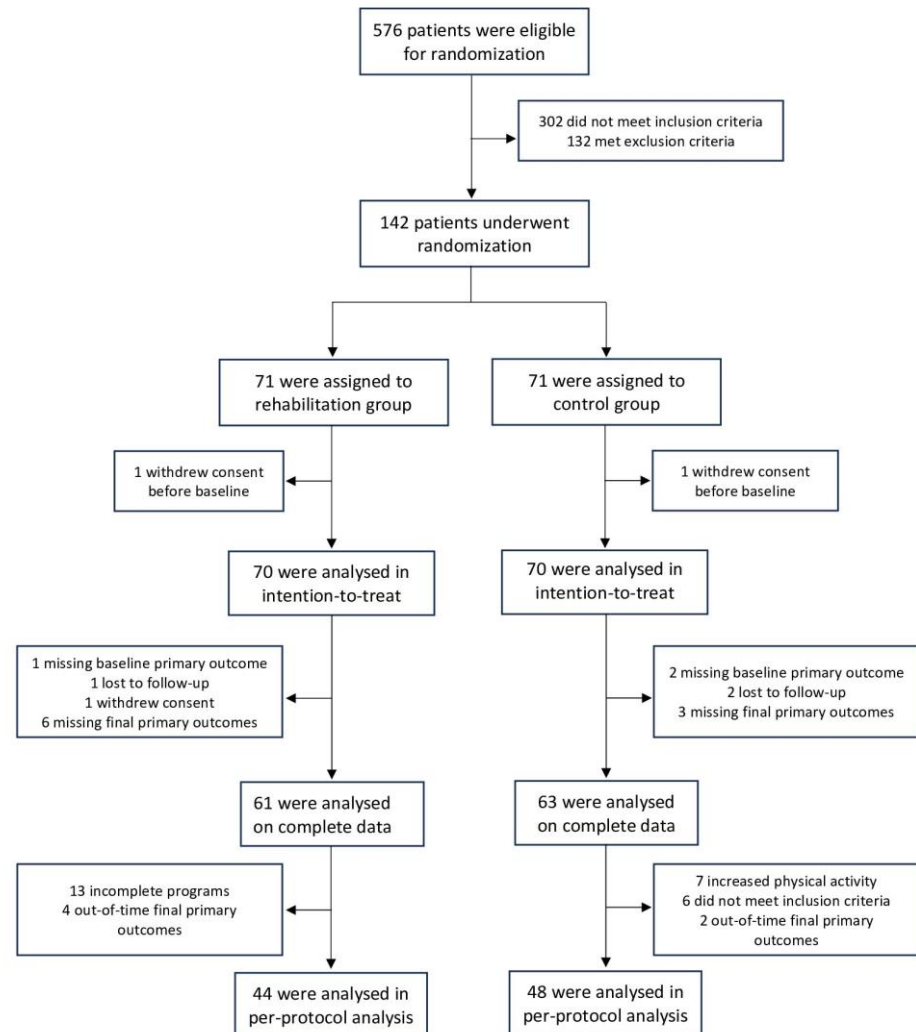 576 patients were eligible
for randomization
302 did not meet inclusion criteria
132 met exclusion criteria
142 patients underwent
randomization
71 were assigned to
rehabilitation group
71 were assigned to
control group
1 withdrew consent
before baseline
1 withdrew consent
before baseline
70 were analysed in
intention-to-treat
70 were analysed in
intention-to-treat
1 missing baseline primary outcome
1 lost to follow-up
1 withdrew consent
6 missing final primary outcomes
2 missing baseline primary outcome
2 lost to follow-up
3 missing final primary outcomes
61 were analysed
on complete data
63 were analysed
on complete data
13 incomplete programs
4 out-of-time final primary
outcomes
7 increased physical activity
6 did not meet inclusion criteria
2 out-of-time final primary
outcomes
44 were analysed in
per-protocol analysis
48 were analysed in
per-protocol analysis